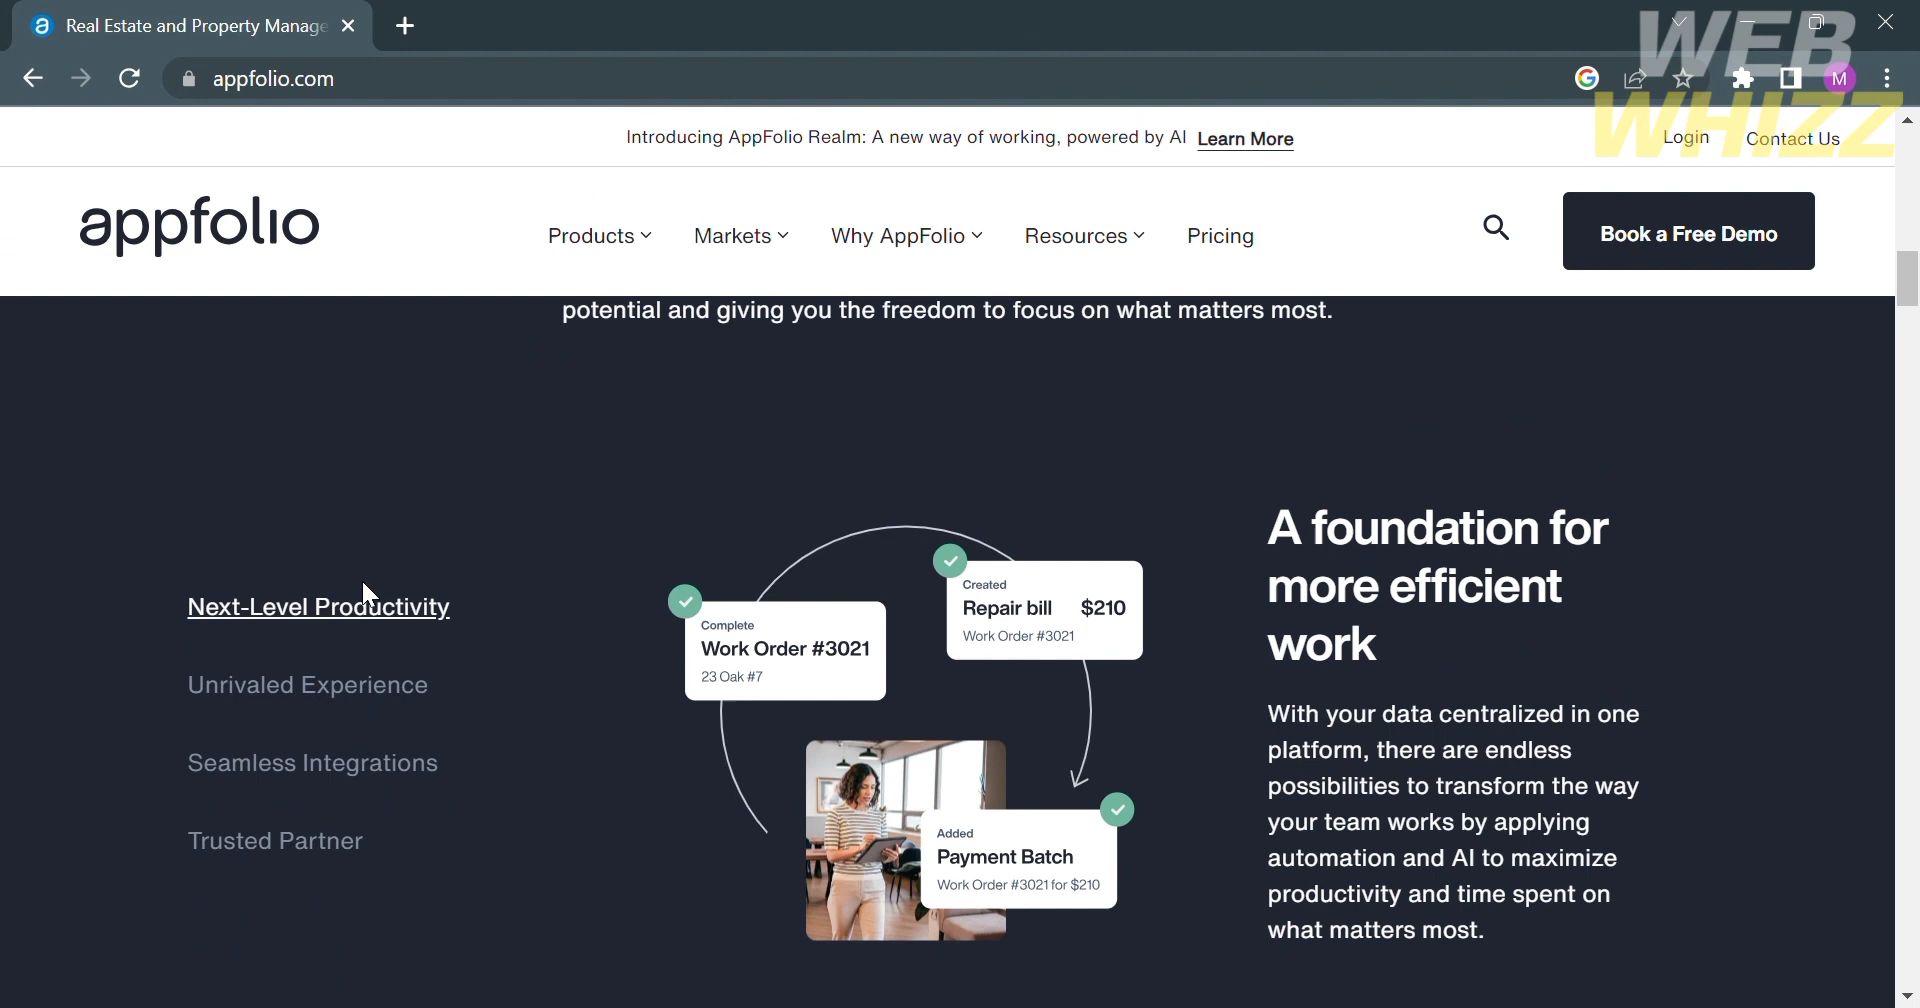 Real Estate and Property Manage
appfolio.com
M
WEB
WHIZZ
Introducing AppFolio Realm: A new way of working, powered by AI Learn More
Login
Contact Us
appfolio
Products
Markets
Why AppFolio
Resources
Pricing
Book a Free Demo
potential and giving you the freedom to focus on what matters most.
Next-Level Productivity
Unrivaled Experience
Seamless Integrations
Trusted Partner
Complete
Work Order #3021
23 Oak #7
Created
Repair bill $210
Work Order #3021
Added
Payment Batch
Work Order #3021 for $210
A foundation for
more efficient
work
With your data centralized in one
platform, there are endless
possibilities to transform the way
your team works by applying
automation and AI to maximize
productivity and time spent on
what matters most.